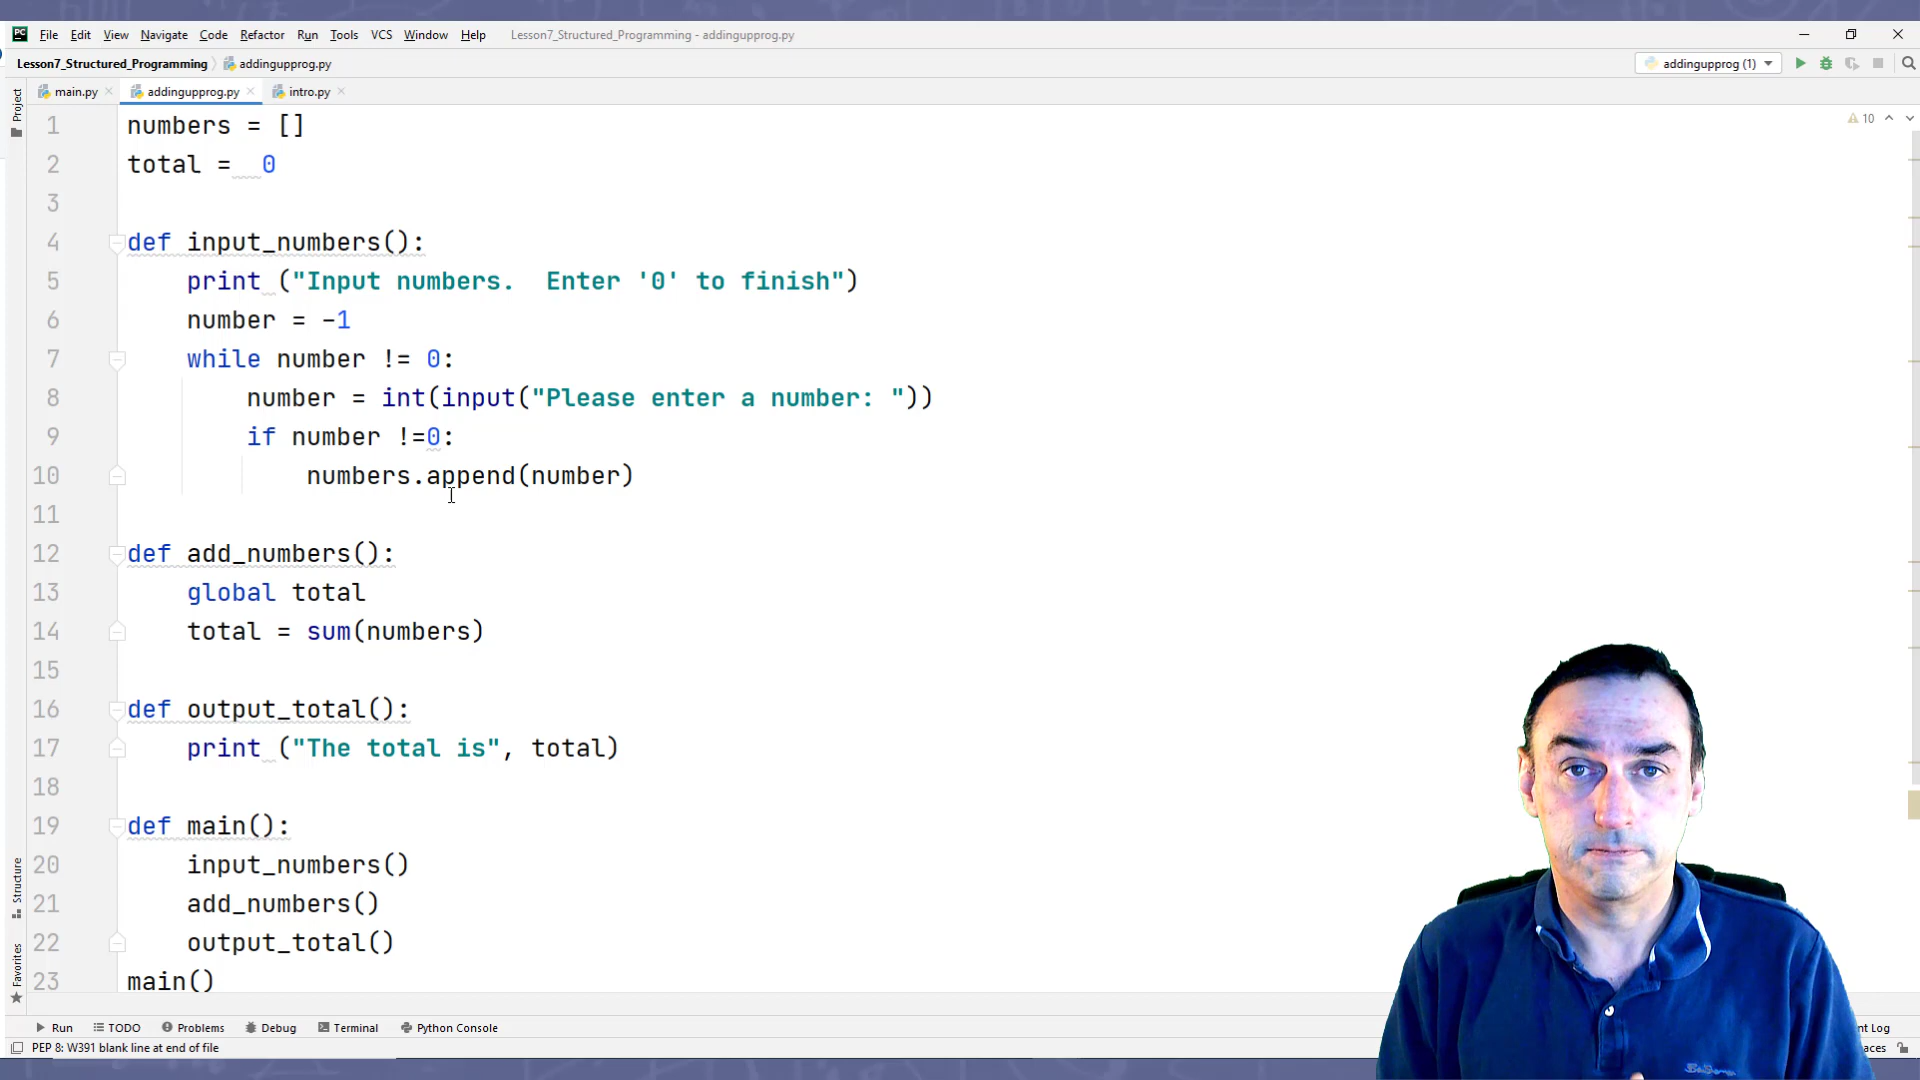 PC File Edit View Navigate Code Refactor Run Tools VCS Window Help Lesson7_Structured_Programming - addingupprog.py
Lesson7_Structured_Programming addingupprog.py addingupprog (1)
main.py addingupprog.py intro.py
Project
10
1 numbers = []
2 total =  0
3
4 def input_numbers():
5 print ("Input numbers.  Enter '0' to finish")
6 number = -1
7 while number != 0:
8 number = int(input("Please enter a number: "))
9 if number !=0:
10 numbers.append(number)
11
12 def add_numbers():
13 global total
14 total = sum(numbers)
15
16 def output_total():
17 print ("The total is", total)
18
19 def main():
20 input_numbers()
21 add_numbers()
22 output_total()
23 main()
Structure
Favorites
Run TODO Problems Debug Terminal Python Console nt Log
PEP 8: W391 blank line at end of file aces